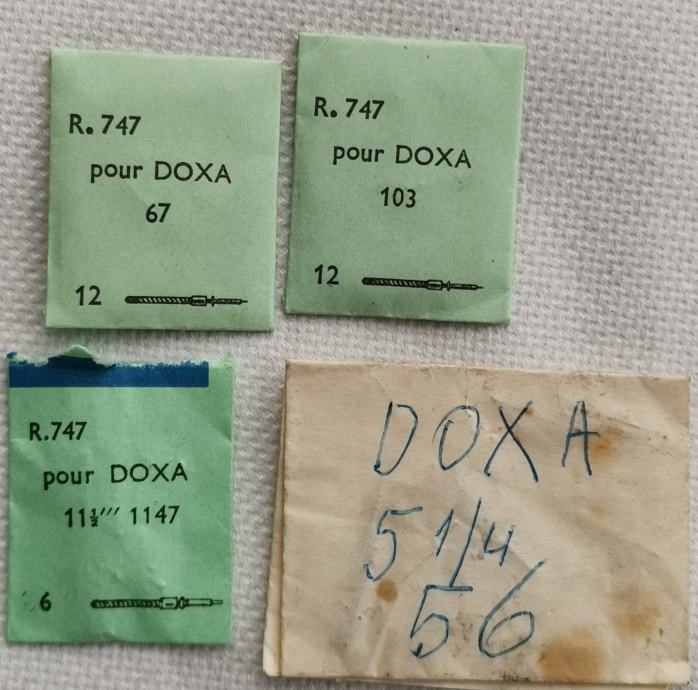 R. 747
pour DOXA
67
12
R. 747
pour DOXA
103
12
R.747
pour DOXA
11½''' 1147
6
DOXA
5 1/4
56